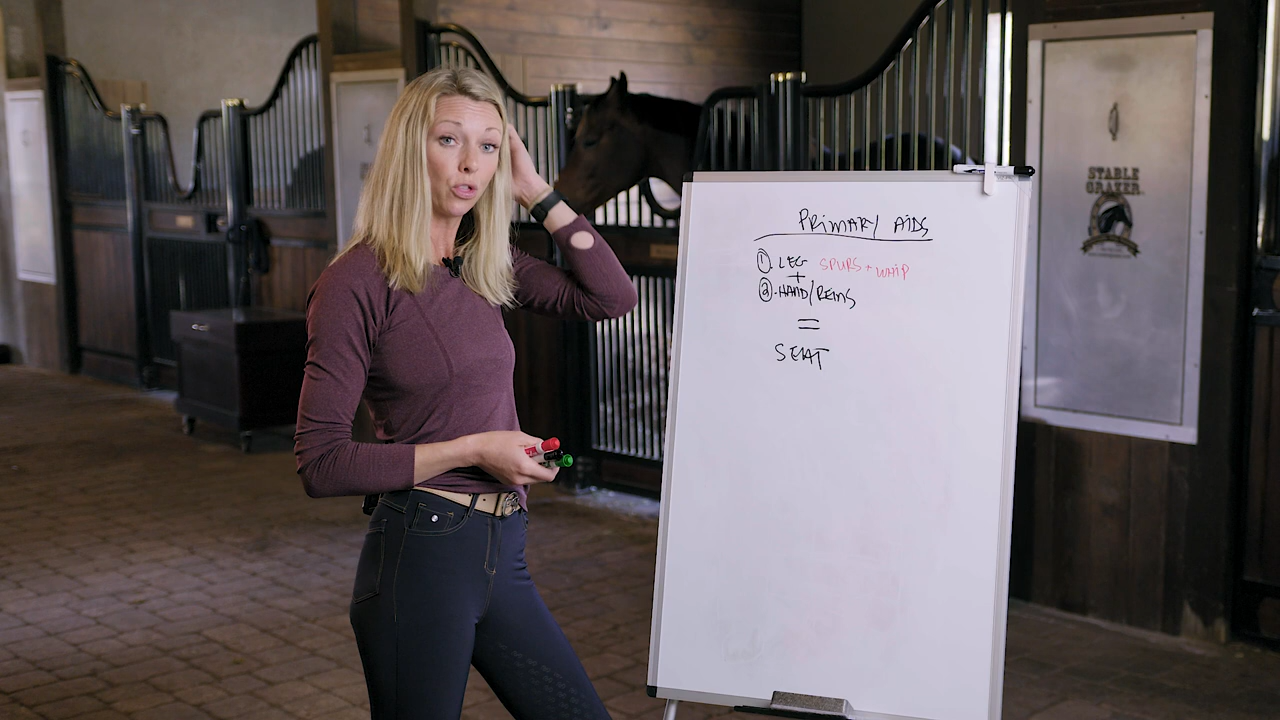 PRIMARY AIDS
① . LEG SPURS + WHIP
+
② . HAND/REINS
=
SEAT
STABLE
GRAZER